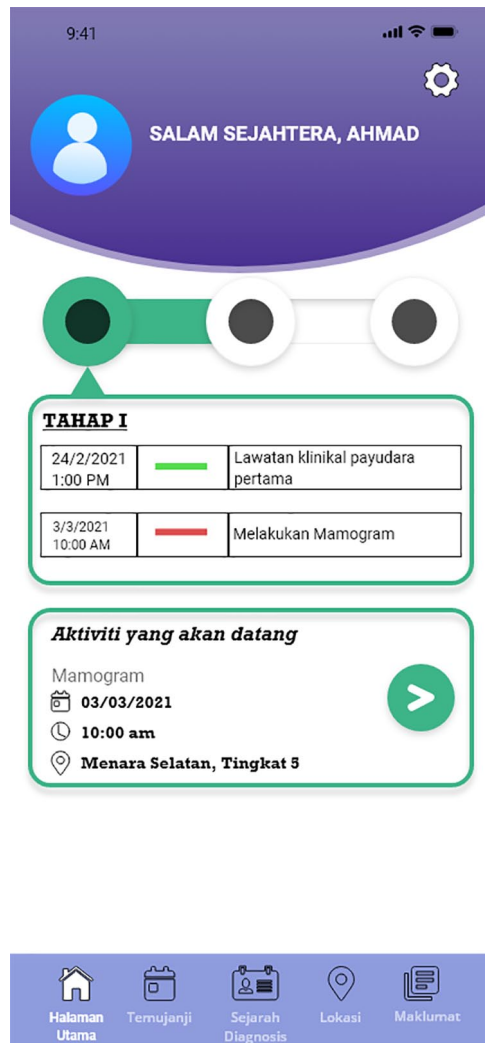 9:41
SALAM SEJAHTERA, AHMAD
TAHAP I
24/2/2021
1:00 PM
Lawatan klinikal payudara
pertama
3/3/2021
10:00 AM
Melakukan Mamogram
Aktiviti yang akan datang
Mamogram
03/03/2021
10:00 am
Menara Selatan, Tingkat 5
>
Halaman
Utama
Temujanji
Sejarah
Diagnosis
Lokasi
Maklumat